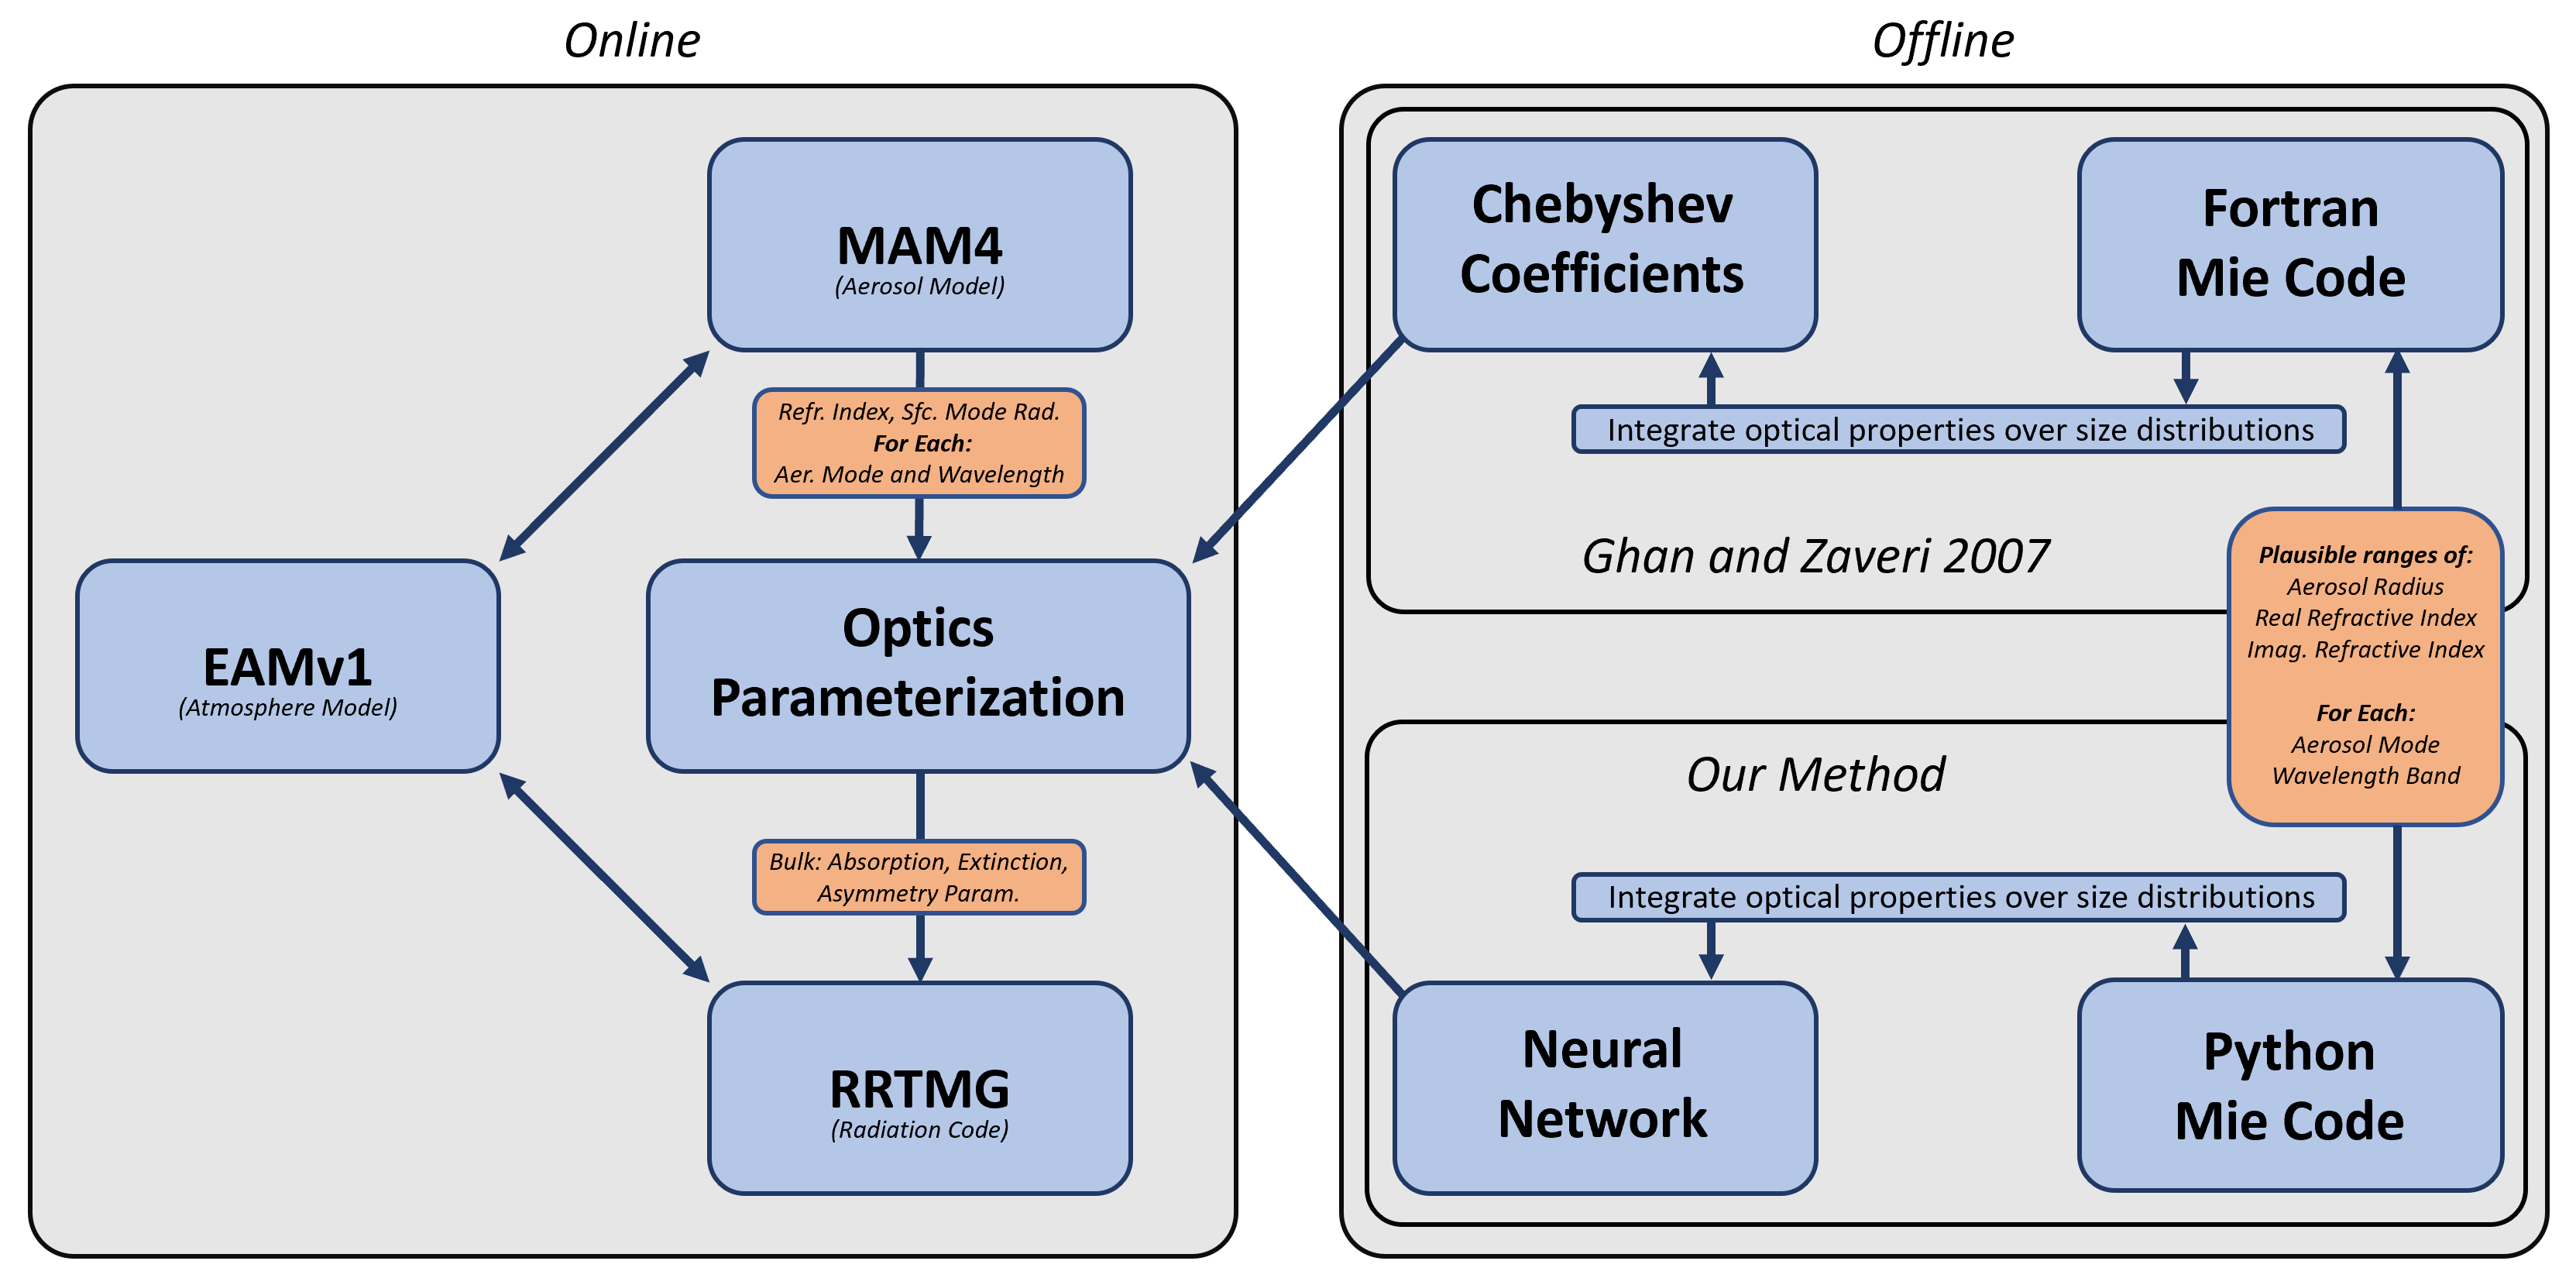 Online
Offline
MAM4
(Aerosol Model)
Refr. Index, Sfc. Mode Rad.
For Each:
Aer. Mode and Wavelength
EAMv1
(Atmosphere Model)
Optics
Parameterization
Bulk: Absorption, Extinction,
Asymmetry Param.
RRTMG
(Radiation Code)
Chebyshev
Coefficients
Fortran
Mie Code
Integrate optical properties over size distributions
Ghan and Zaveri 2007
Plausible ranges of:
Aerosol Radius
Real Refractive Index
Imag. Refractive Index
For Each:
Aerosol Mode
Wavelength Band
Our Method
Integrate optical properties over size distributions
Neural
Network
Python
Mie Code